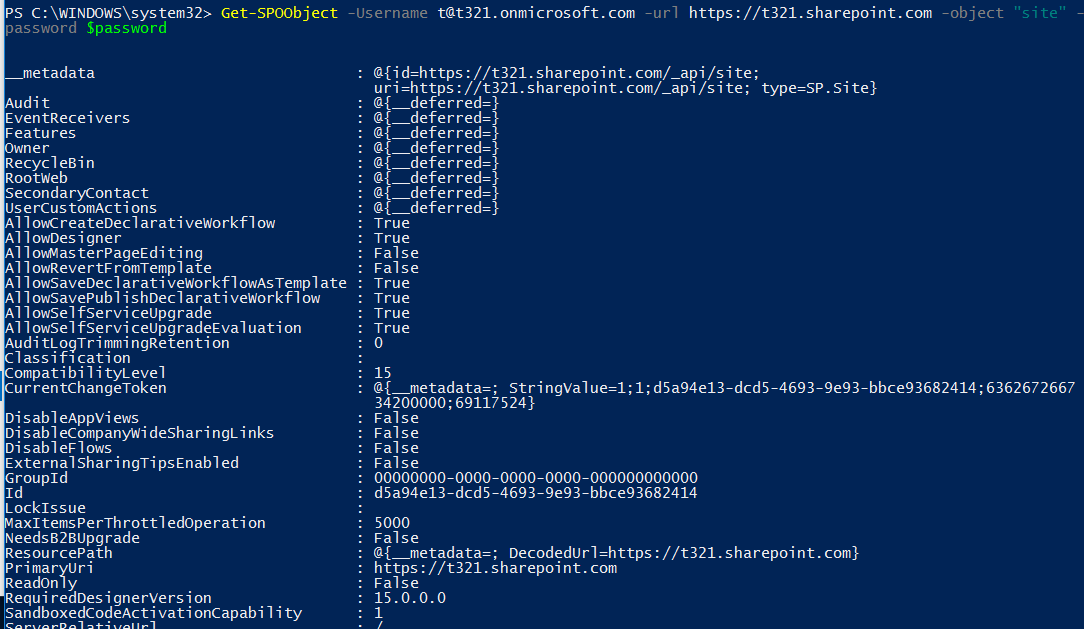 PS C:\WINDOWS\system32> Get-SPOObject -Username t@t321.onmicrosoft.com -url https://t321.sharepoint.com -object "site" -
password $password
__metadata : @{id=https://t321.sharepoint.com/_api/site;
uri=https://t321.sharepoint.com/_api/site; type=SP.Site}
Audit : @{__deferred=}
EventReceivers : @{__deferred=}
Features : @{__deferred=}
Owner : @{__deferred=}
RecycleBin : @{__deferred=}
RootWeb : @{__deferred=}
SecondaryContact : @{__deferred=}
UserCustomActions : @{__deferred=}
AllowCreateDeclarativeWorkflow : True
AllowDesigner : True
AllowMasterPageEditing : False
AllowRevertFromTemplate : False
AllowSaveDeclarativeWorkflowAsTemplate : True
AllowSavePublishDeclarativeWorkflow : True
AllowSelfServiceUpgrade : True
AllowSelfServiceUpgradeEvaluation : True
AuditLogTrimmingRetention : 0
Classification :
CompatibilityLevel : 15
CurrentChangeToken : @{__metadata=; StringValue=1;1;d5a94e13-dcd5-4693-9e93-bbce93682414;6362672667
34200000;69117524}
DisableAppViews : False
DisableCompanyWideSharingLinks : False
DisableFlows : False
ExternalSharingTipsEnabled : False
GroupId : 00000000-0000-0000-0000-000000000000
Id : d5a94e13-dcd5-4693-9e93-bbce93682414
LockIssue :
MaxItemsPerThrottledOperation : 5000
NeedsB2BUpgrade : False
ResourcePath : @{__metadata=; DecodedUrl=https://t321.sharepoint.com}
PrimaryUri : https://t321.sharepoint.com
ReadOnly : False
RequiredDesignerVersion : 15.0.0.0
SandboxedCodeActivationCapability : 1
ServerRelativeUrl : /